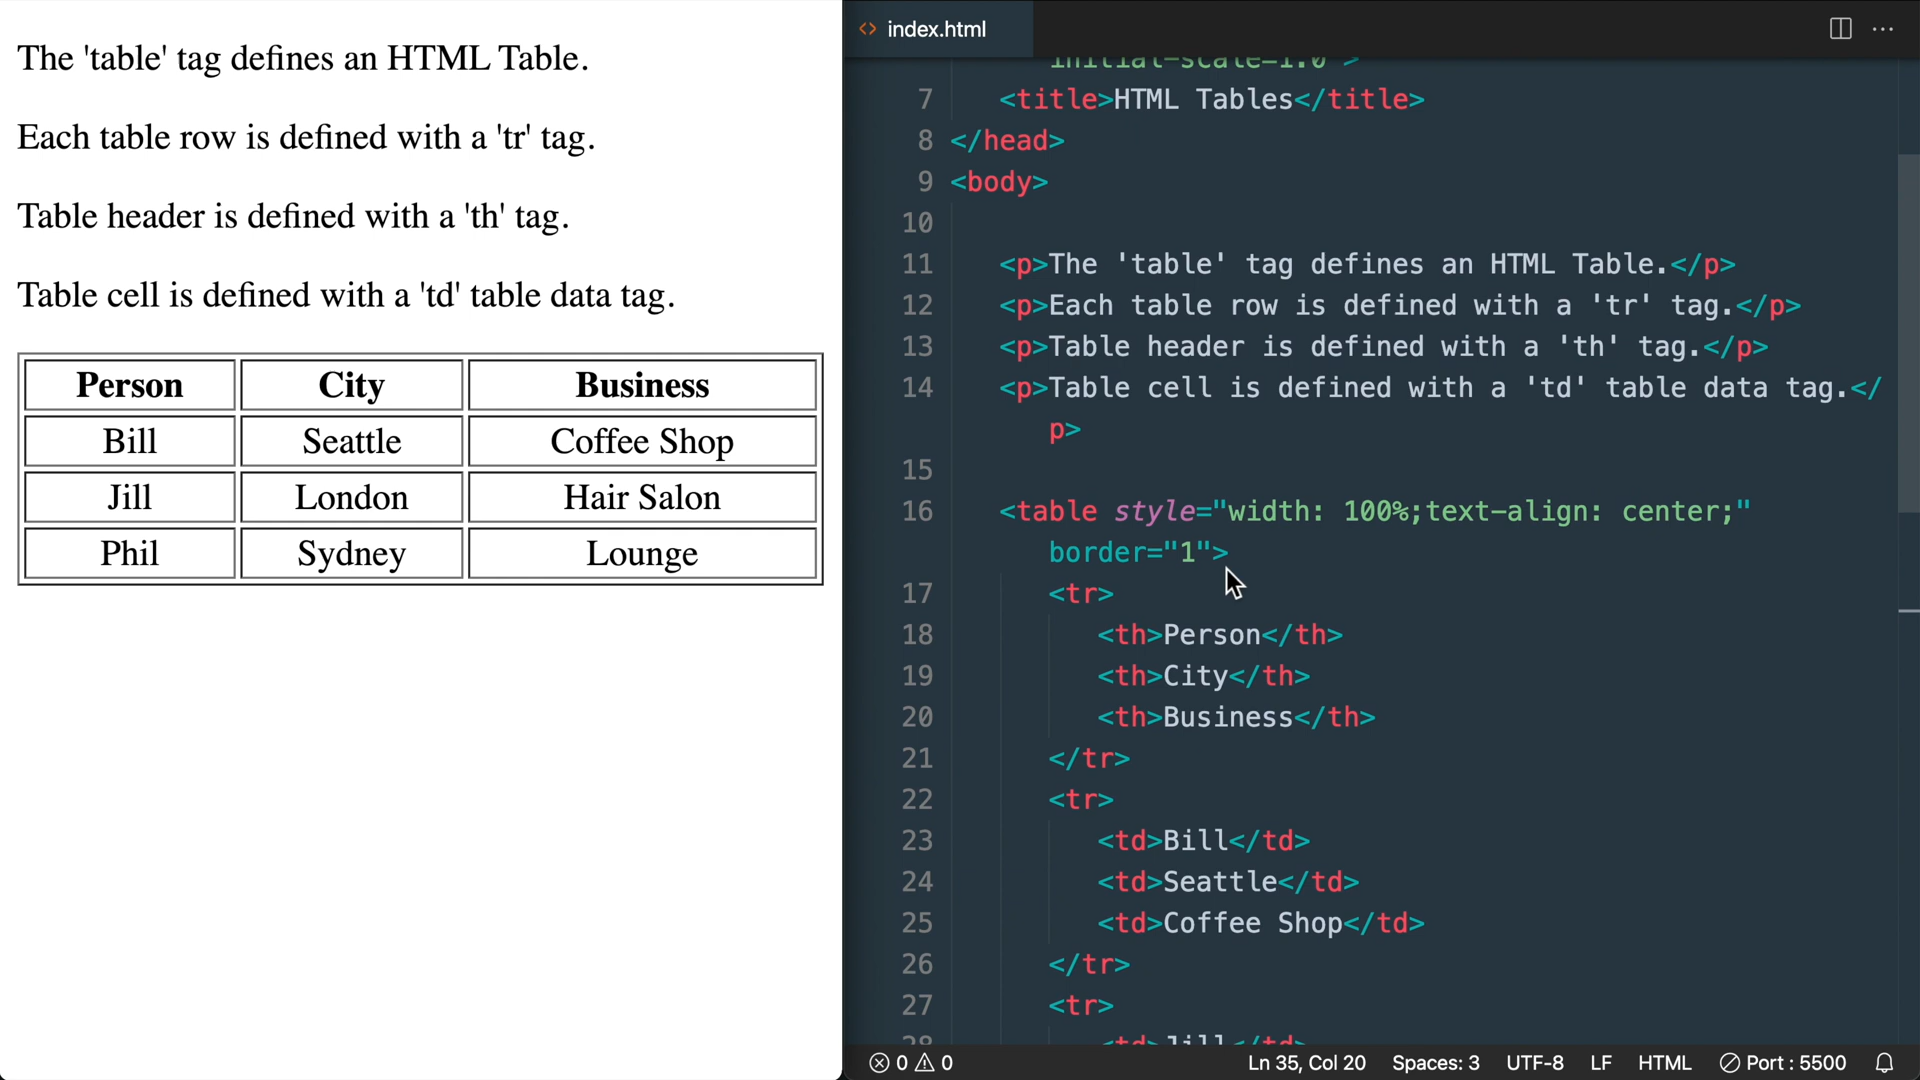 The 'table' tag defines an HTML Table.
Each table row is defined with a 'tr' tag.
Table header is defined with a 'th' tag.
Table cell is defined with a 'td' table data tag.
Person City Business
Bill Seattle Coffee Shop
Jill London Hair Salon
Phil Sydney Lounge
<> index.html
initial-scale=1.0">
7 <title>HTML Tables</title>
8 </head>
9 <body>
10
11 <p>The 'table' tag defines an HTML Table.</p>
12 <p>Each table row is defined with a 'tr' tag.</p>
13 <p>Table header is defined with a 'th' tag.</p>
14 <p>Table cell is defined with a 'td' table data tag.</
p>
15
16 <table style="width: 100%;text-align: center;"
border="1">
17 <tr>
18 <th>Person</th>
19 <th>City</th>
20 <th>Business</th>
21 </tr>
22 <tr>
23 <td>Bill</td>
24 <td>Seattle</td>
25 <td>Coffee Shop</td>
26 </tr>
27 <tr>
28 <td>Jill</td>
0 0 Ln 35, Col 20 Spaces: 3 UTF-8 LF HTML Port : 5500